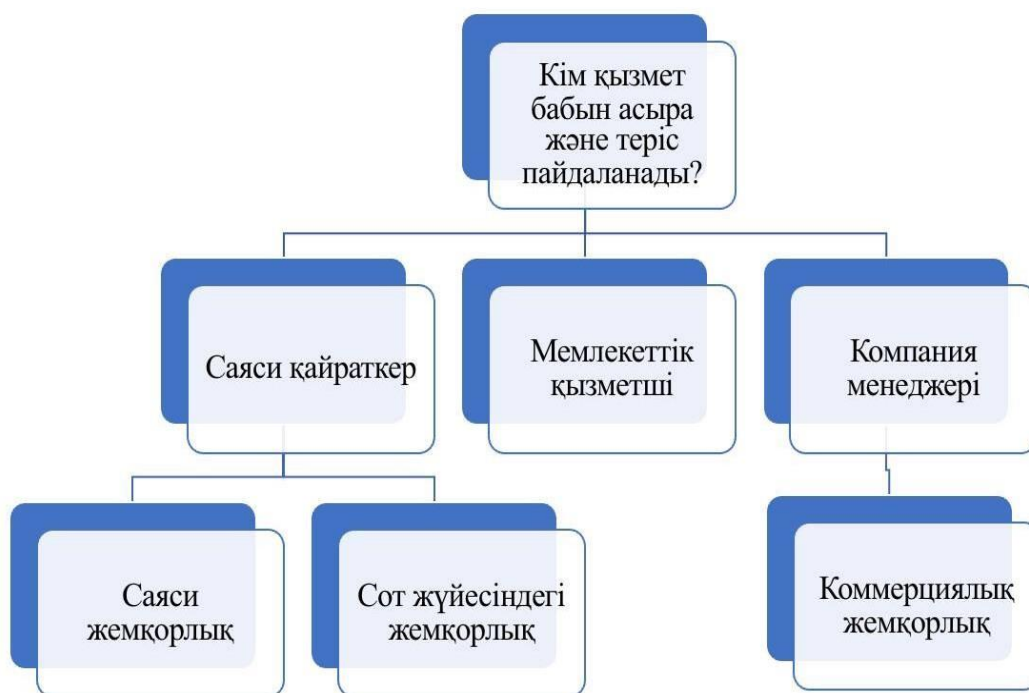 Кім қызмет
бабын асыра
және теріс
пайдаланады?
Саяси қайраткер
Мемлекеттік
қызметші
Компания
менеджері
Саяси
жемқорлық
Сот жүйесіндегі
жемқорлық
Коммерциялық
жемқорлық